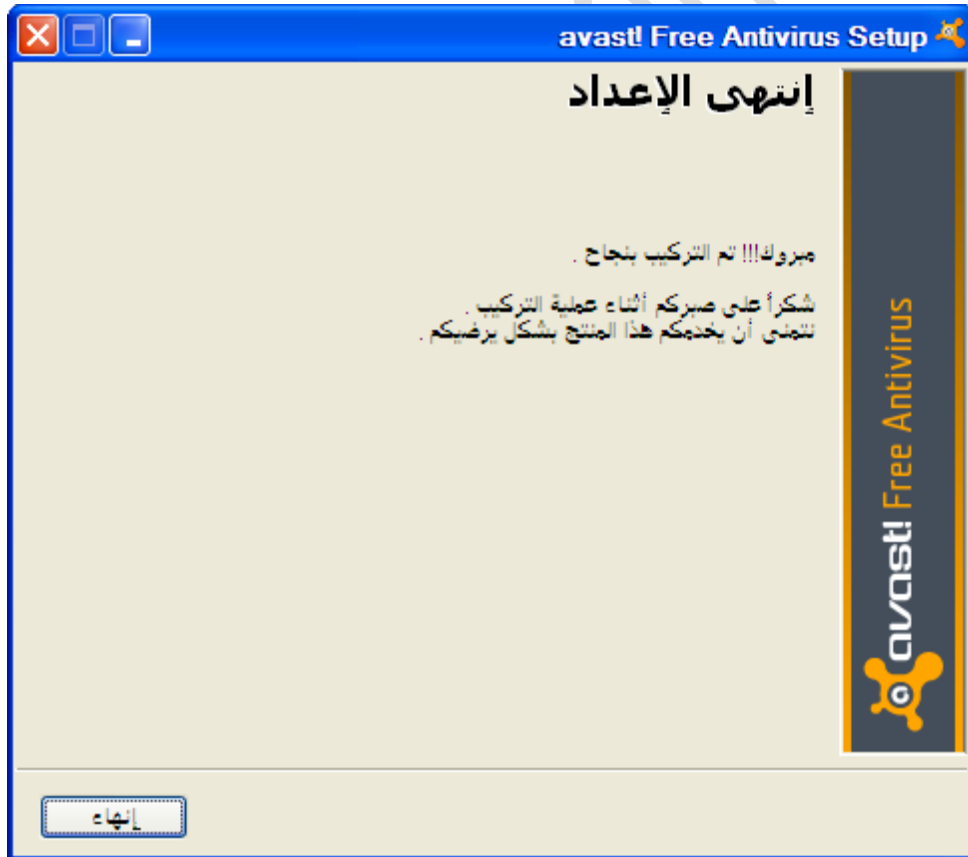 avast! Free Antivirus Setup
إنتهى الإعداد
مبروك!!! تم التركيب بنجاح .
شكراً على صبركم أثناء عملية التركيب .
نتمنى أن يخدمكم هذا المنتج بشكل يرضيكم .
avast! Free Antivirus
إنهاء